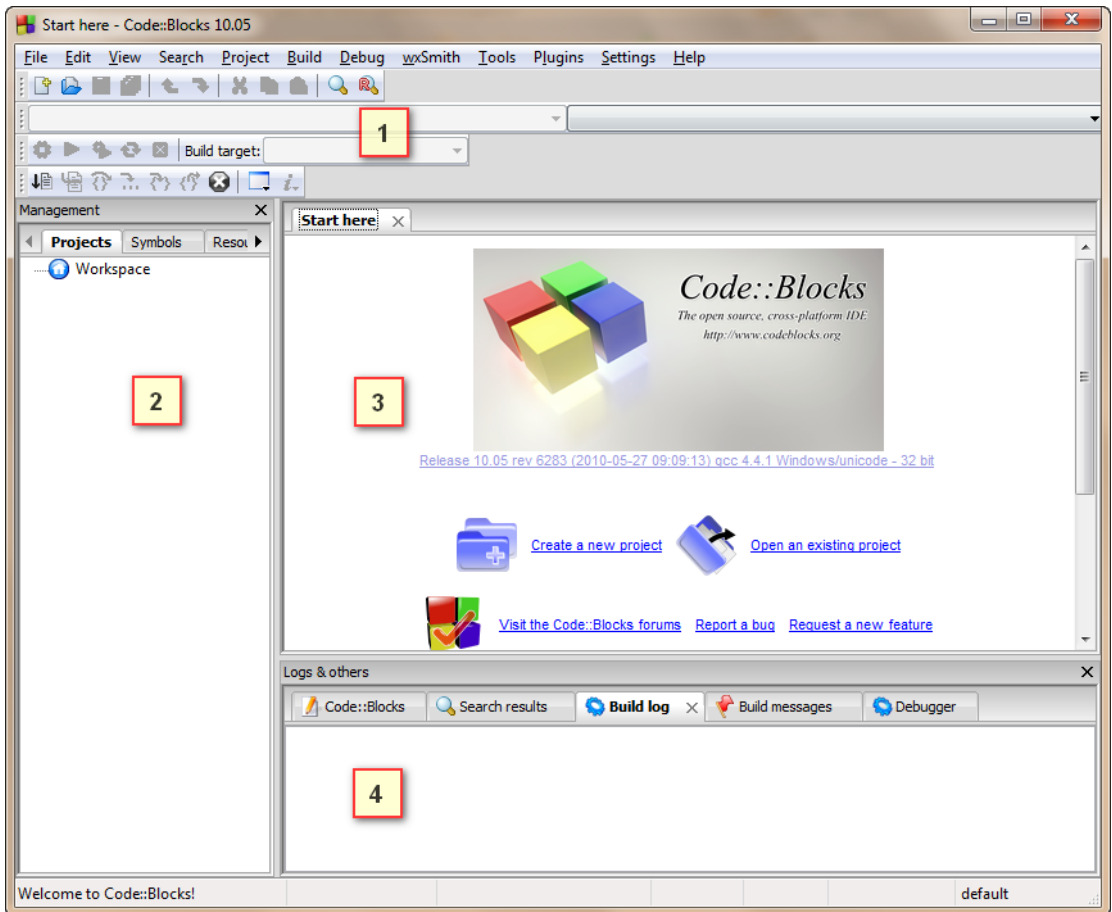 Start here - Code::Blocks 10.05
File Edit View Search Project Build Debug wxSmith Tools Plugins Settings Help
1
Build target:
Management
Start here
Projects Symbols Resou
Workspace
Code::Blocks
The open source, cross-platform IDE
http://www.codeblocks.org
2
3
Release 10.05 rev 6283 (2010-05-27 09:09:13) gcc 4.4.1 Windows/unicode - 32 bit
Create a new project Open an existing project
Visit the Code::Blocks forums Report a bug Request a new feature
Logs & others
Code::Blocks Search results Build log Build messages Debugger
4
Welcome to Code::Blocks! default